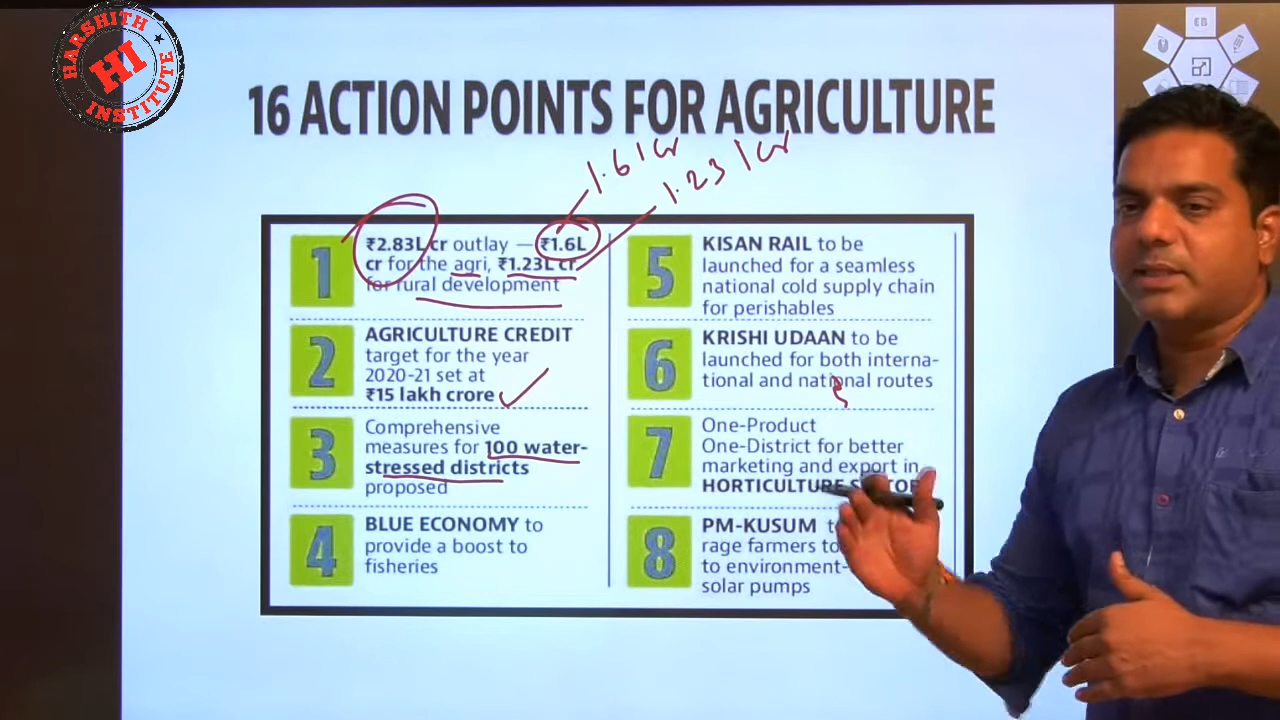 HARSHITH
HI
INSTITUTE
EB
16 ACTION POINTS FOR AGRICULTURE
1.6 l cr
1.23 l cr
1
₹2.83L cr outlay — ₹1.6L
cr for the agri, ₹1.23L cr
for rural development
2
AGRICULTURE CREDIT
target for the year
2020-21 set at
₹15 lakh crore
3
Comprehensive
measures for 100 water-
stressed districts
proposed
4
BLUE ECONOMY to
provide a boost to
fisheries
5
KISAN RAIL to be
launched for a seamless
national cold supply chain
for perishables
6
KRISHI UDAAN to be
launched for both interna-
tional and national routes
7
One-Product
One-District for better
marketing and export in
HORTICULTURE
8
PM-KUSUM
rage farmers to
to environment-
solar pumps